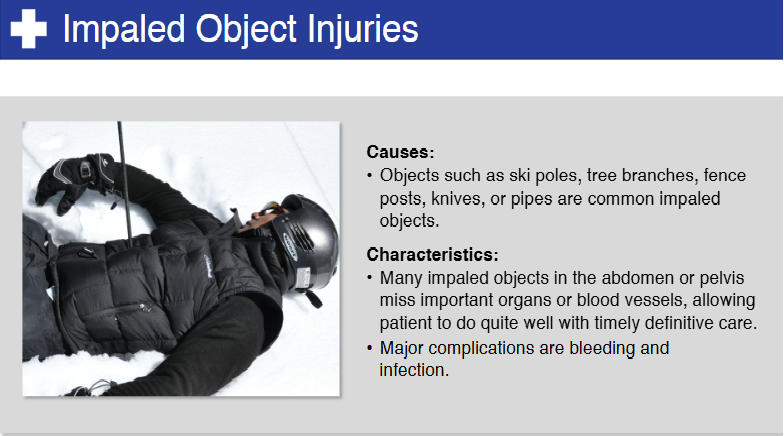 Impaled Object Injuries
Causes:
• Objects such as ski poles, tree branches, fence
posts, knives, or pipes are common impaled
objects.
Characteristics:
• Many impaled objects in the abdomen or pelvis
miss important organs or blood vessels, allowing
patient to do quite well with timely definitive care.
• Major complications are bleeding and
infection.